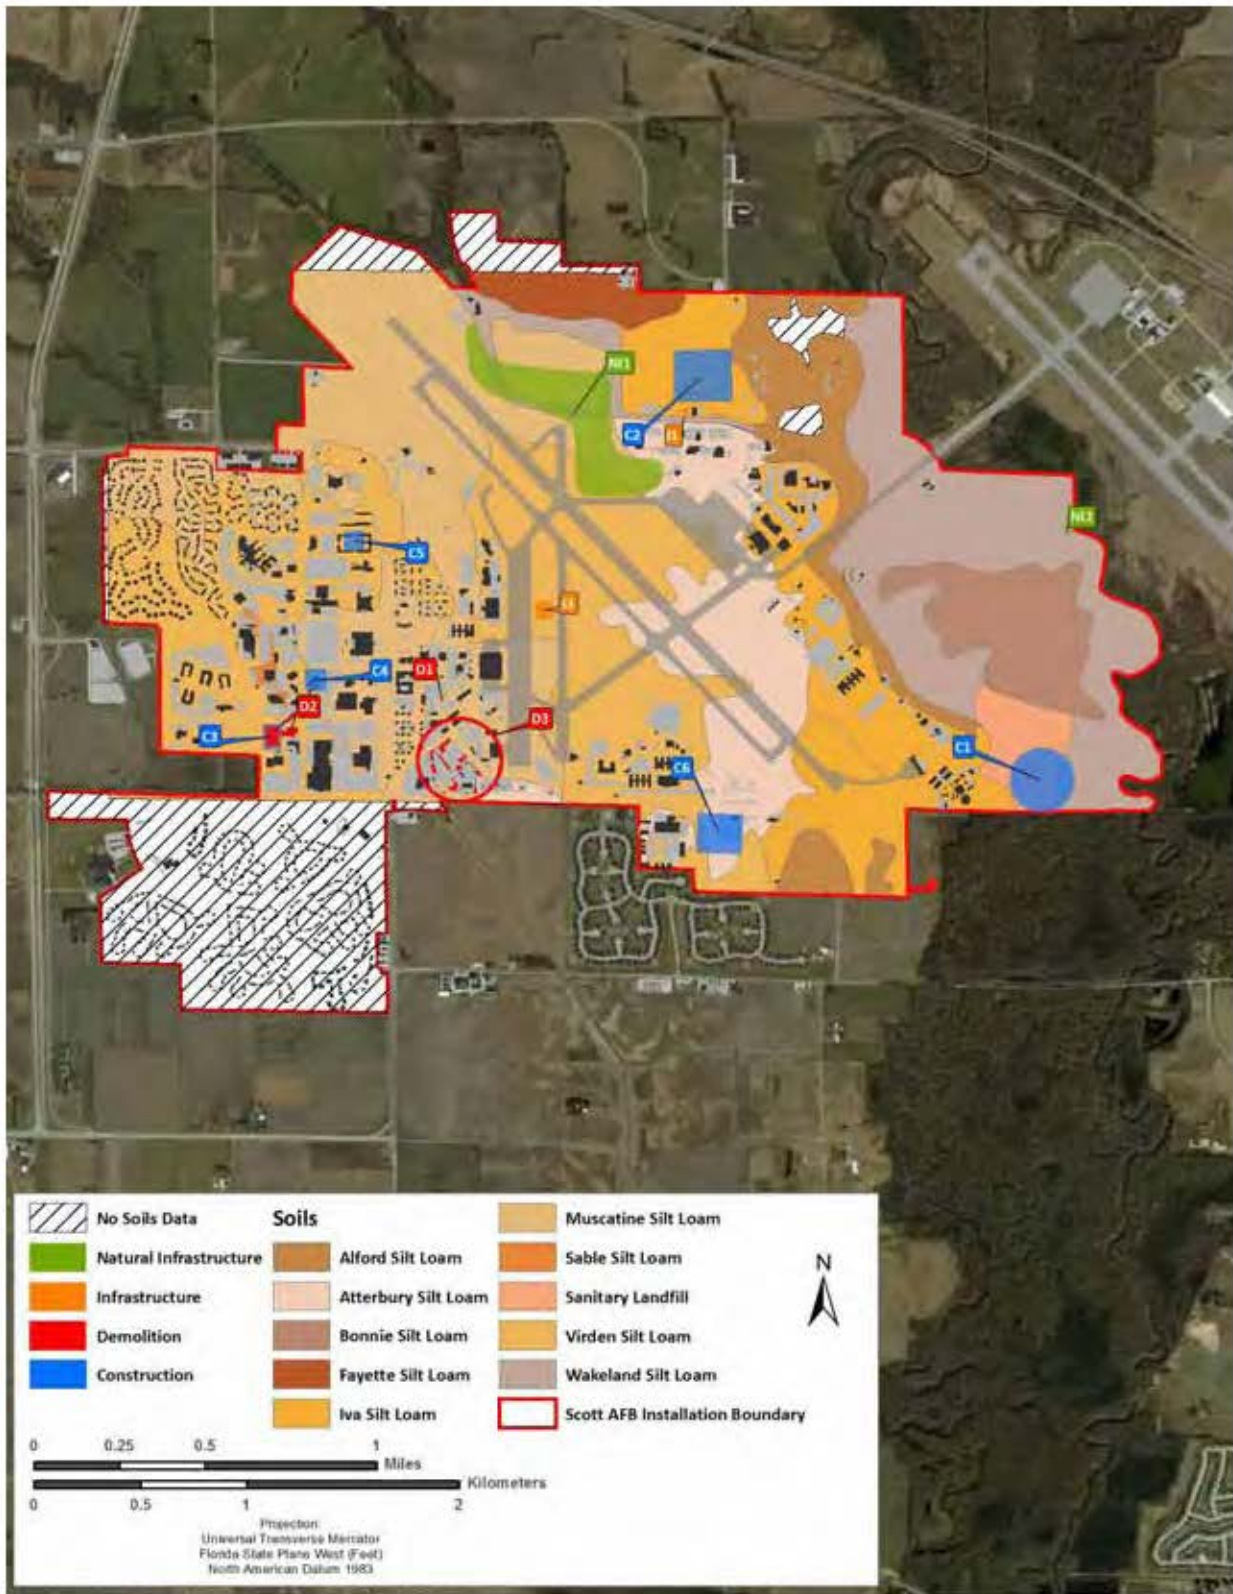 NI1
C2
I1
NI2
C5
C4
D1
D2
D3
C3
C6
C1
No Soils Data
Natural Infrastructure
Infrastructure
Demolition
Construction
Soils
Alford Silt Loam
Atterbury Silt Loam
Bonnie Silt Loam
Fayette Silt Loam
Iva Silt Loam
Muscatine Silt Loam
Sable Silt Loam
Sanitary Landfill
Virden Silt Loam
Wakeland Silt Loam
Scott AFB Installation Boundary
N
0 0.25 0.5 1
Miles
Kilometers
0 0.5 1 2
Projection:
Universal Transverse Mercator
Florida State Plane West (Feet)
North American Datum 1983